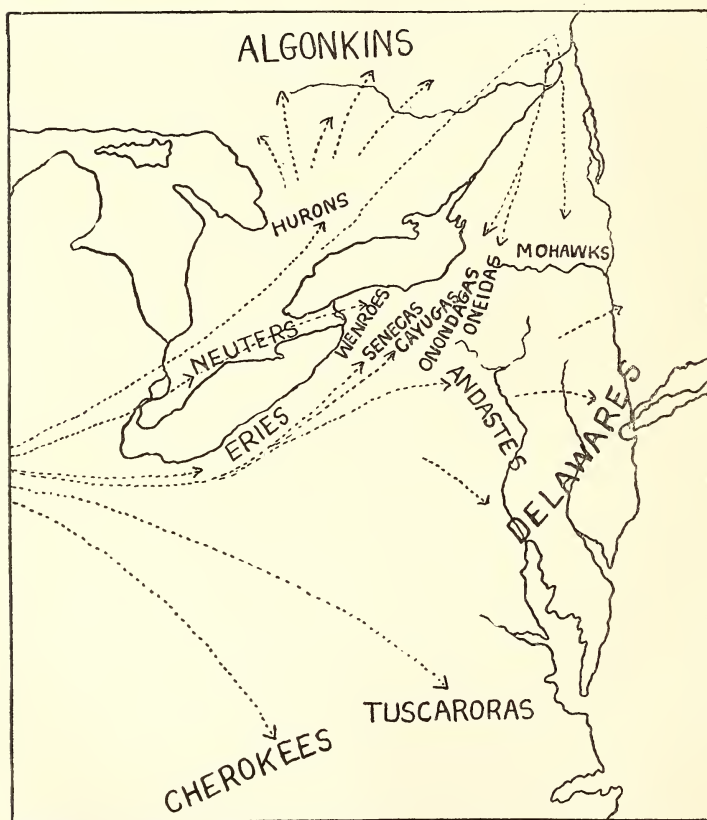 ALGONKINS
HURONS
MOHAWKS
WENROES
SENECAS
CAYUGAS
ONONDAGAS
ONEIDAS
NEUTERS
ERIES
ANDASTES
DELAWARES
TUSCARORAS
CHEROKEES